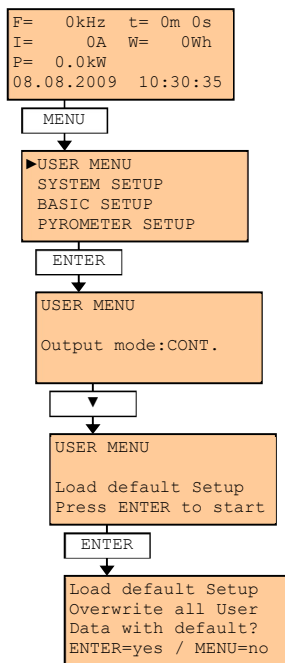 F=   0kHz  t= 0m 0s
I=     0A  W=   0Wh
P=  0.0kW
08.08.2009  10:30:35
MENU
►USER MENU
SYSTEM SETUP
BASIC SETUP
PYROMETER SETUP
ENTER
USER MENU
Output mode:CONT.
▼
USER MENU
Load default Setup
Press ENTER to start
ENTER
Load default Setup
Overwrite all User
Data with default?
ENTER=yes / MENU=no